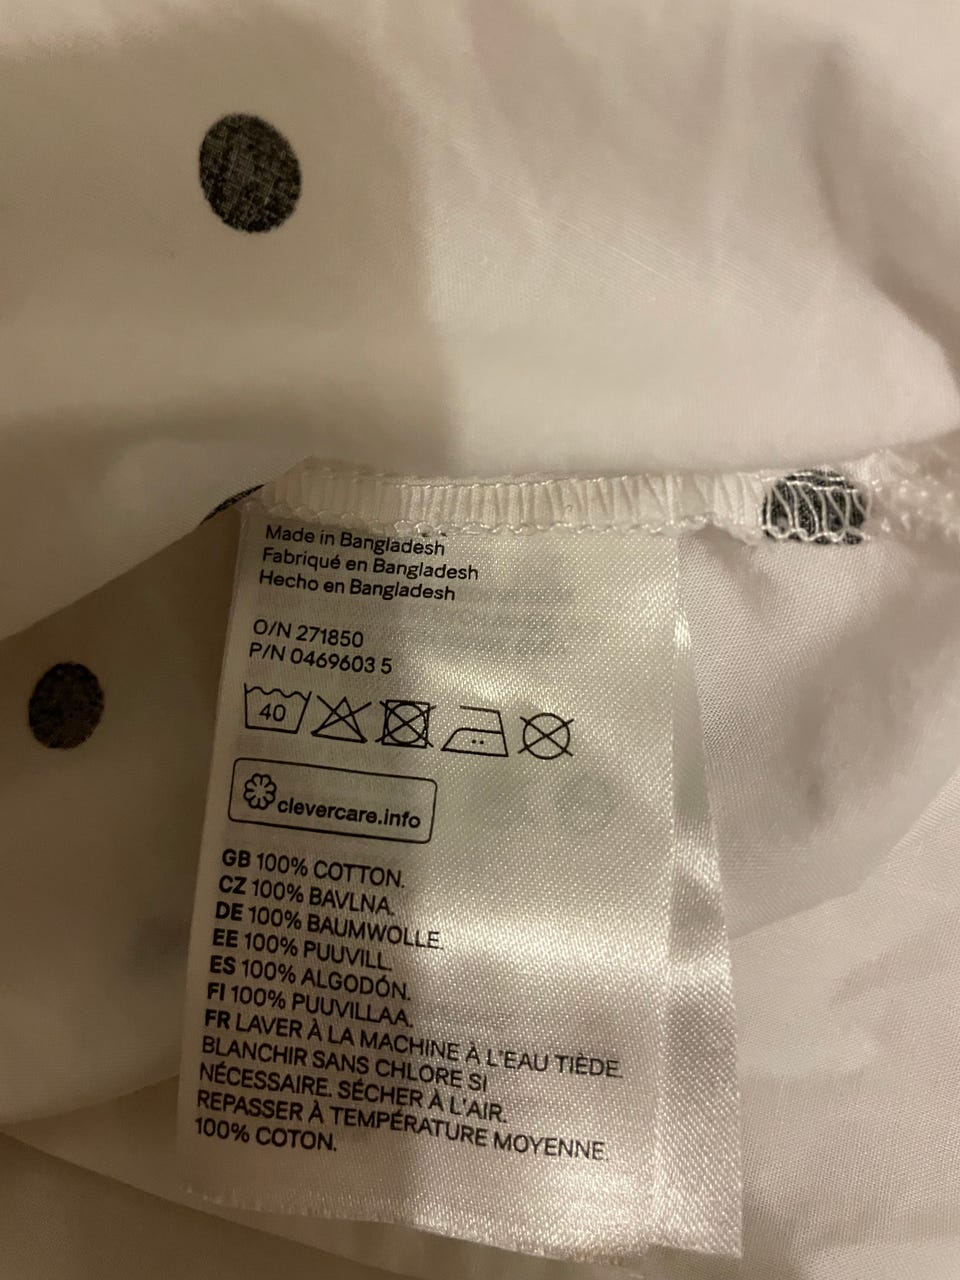 Made in Bangladesh
Fabriqué en Bangladesh
Hecho en Bangladesh
O/N 271850
P/N 0469603 5
40
clevercare.info
GB 100% COTTON.
CZ 100% BAVLNA.
DE 100% BAUMWOLLE.
EE 100% PUUVILL.
ES 100% ALGODÓN.
FI 100% PUUVILLAA.
FR LAVER À LA MACHINE À L'EAU TIÈDE.
BLANCHIR SANS CHLORE SI
NÉCESSAIRE. SÉCHER À L'AIR.
REPASSER À TEMPÉRATURE MOYENNE.
100% COTON.